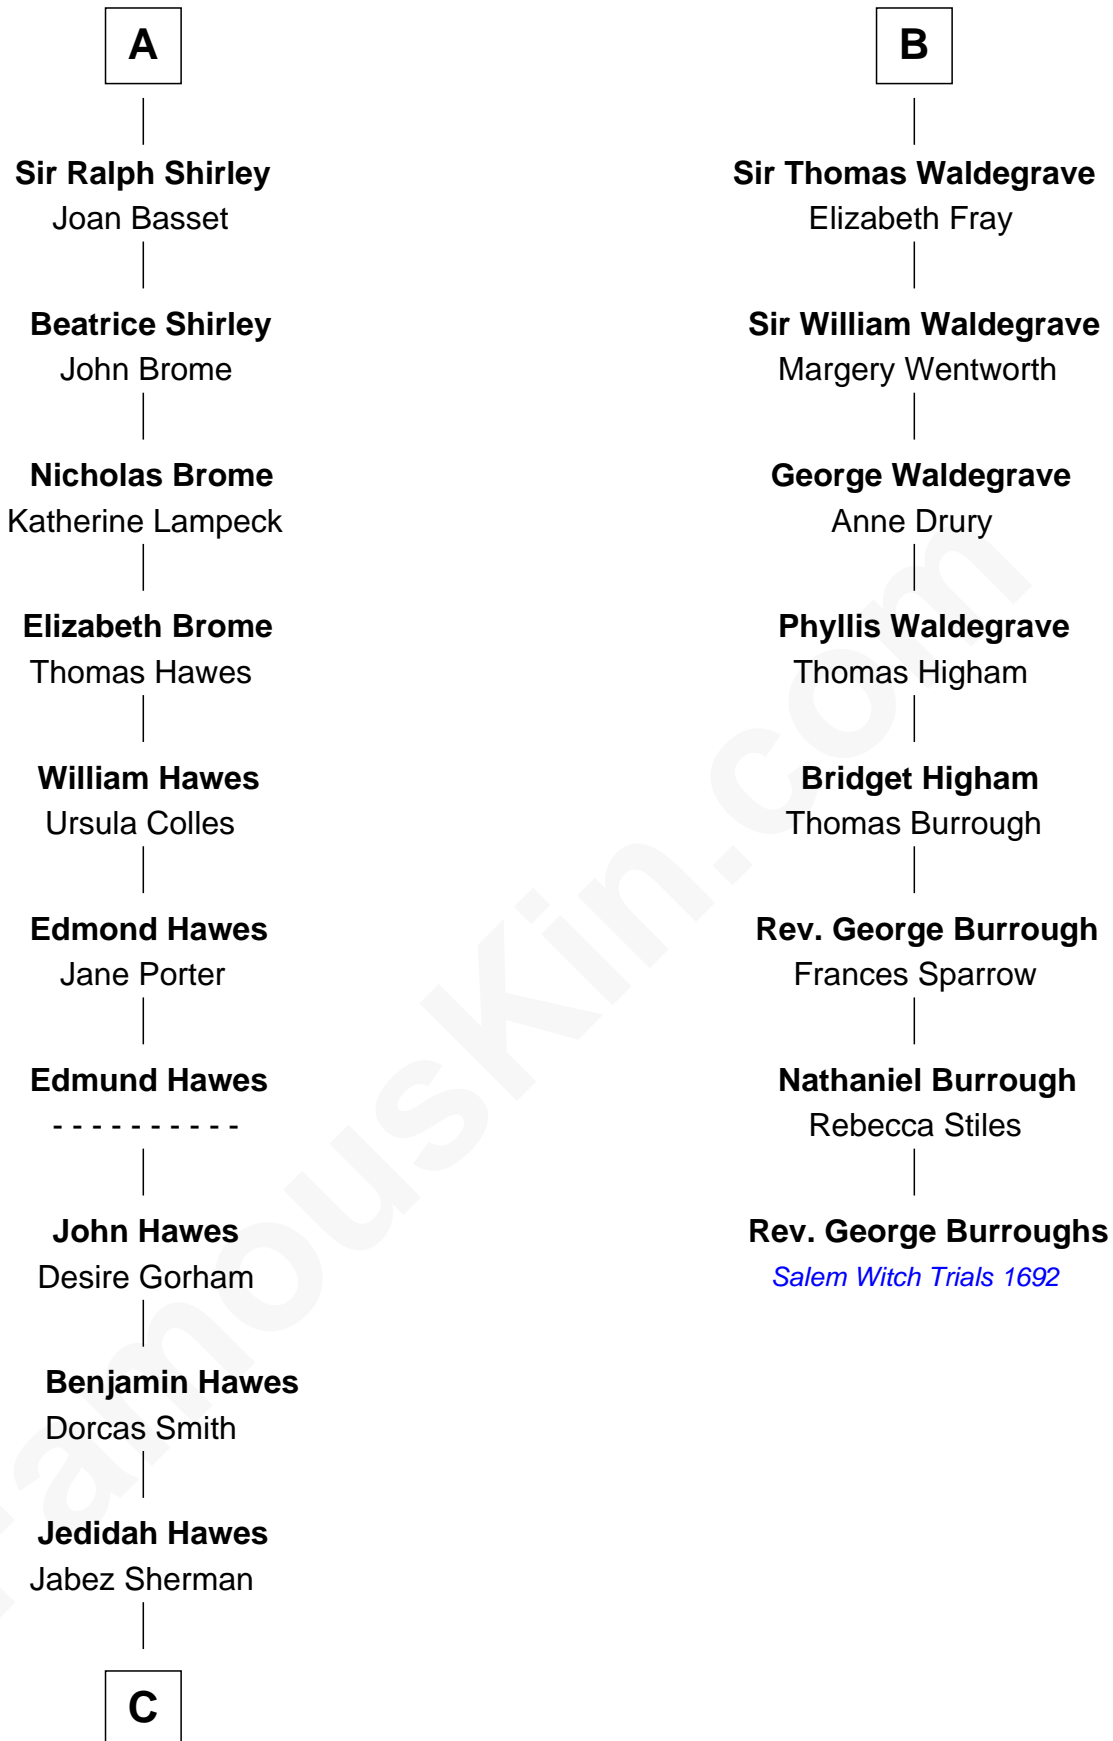 A
Sir Ralph Shirley
Joan Basset
Beatrice Shirley
John Brome
Nicholas Brome
Katherine Lampeck
Elizabeth Brome
Thomas Hawes
William Hawes
Ursula Colles
Edmond Hawes
Jane Porter
Edmund Hawes
- - - - - - - - - -
John Hawes
Desire Gorham
Benjamin Hawes
Dorcas Smith
Jedidah Hawes
Jabez Sherman
C
B
Sir Thomas Waldegrave
Elizabeth Fray
Sir William Waldegrave
Margery Wentworth
George Waldegrave
Anne Drury
Phyllis Waldegrave
Thomas Higham
Bridget Higham
Thomas Burrough
Rev. George Burrough
Frances Sparrow
Nathaniel Burrough
Rebecca Stiles
Rev. George Burroughs
Salem Witch Trials 1692
FamousKin.com